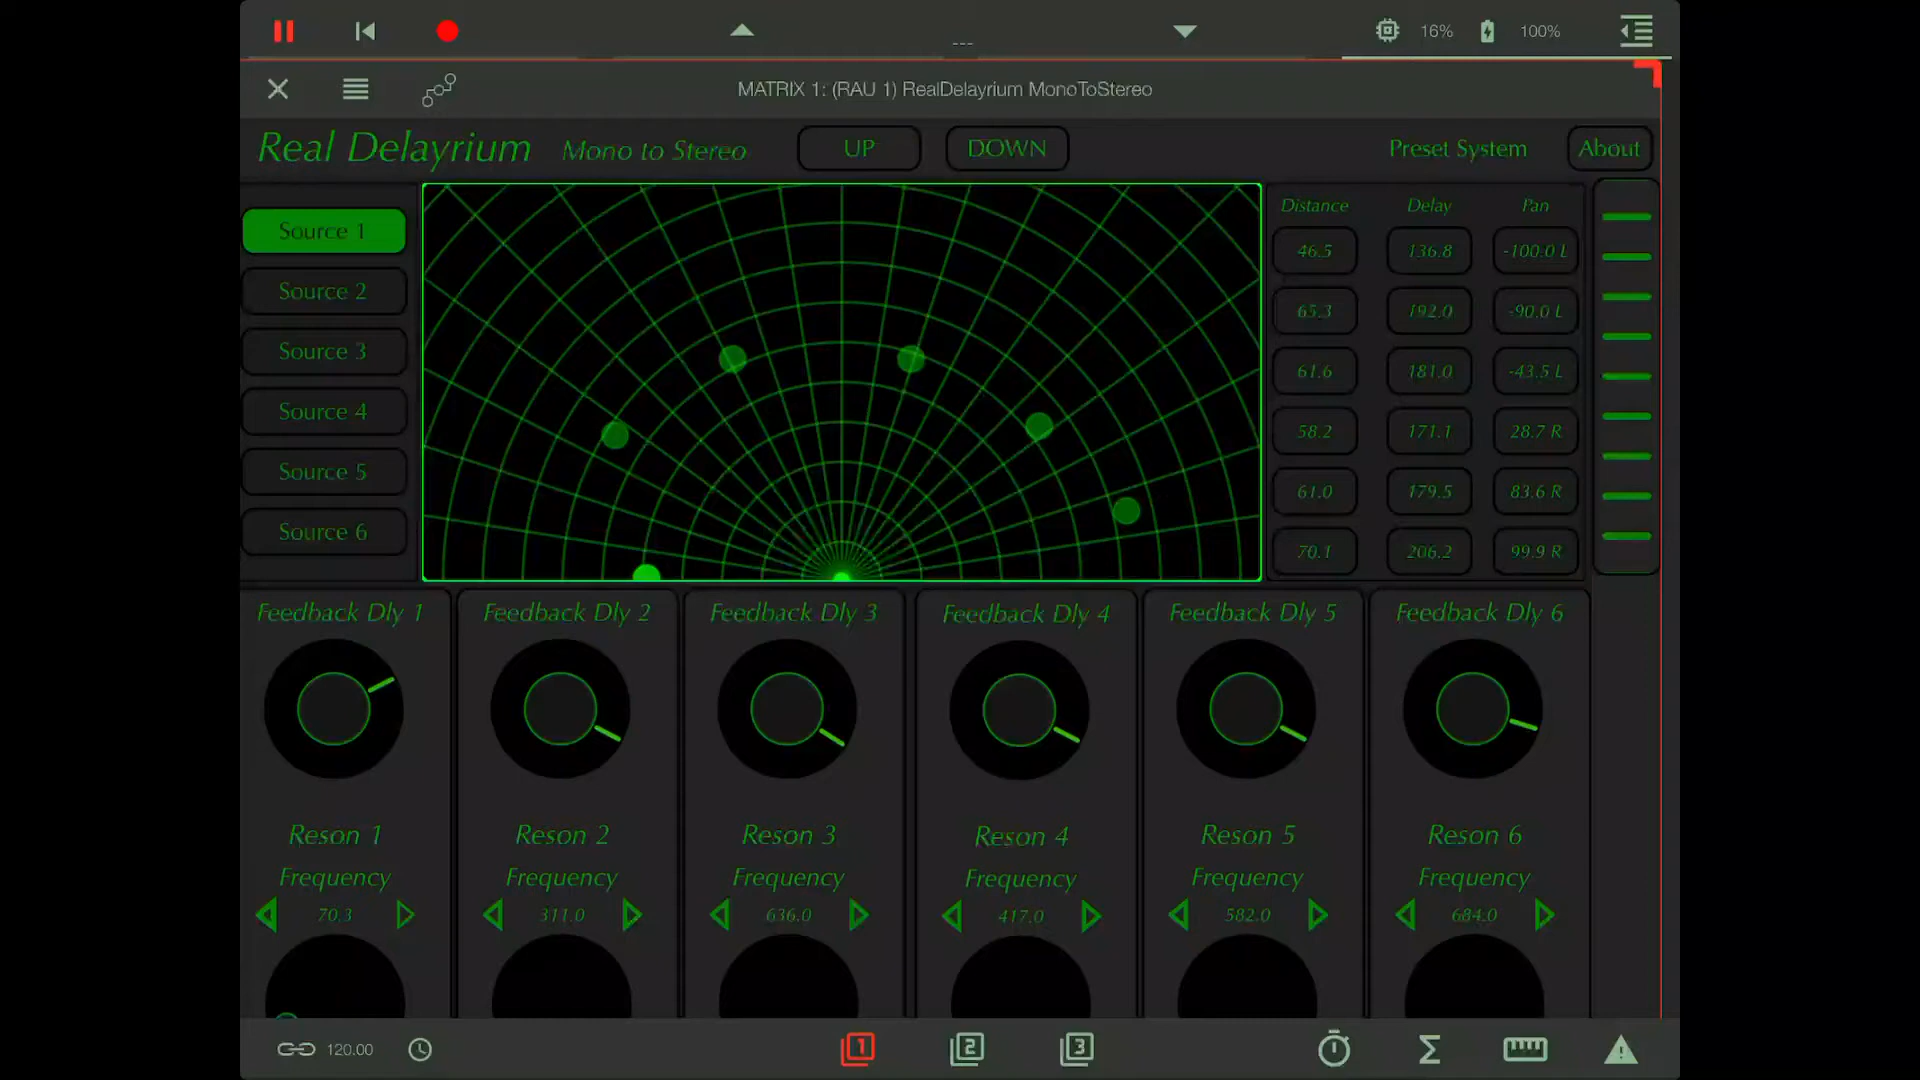 --- 16% 100%
MATRIX 1: (RAU 1) RealDelayrium MonoToStereo
Real Delayrium Mono to Stereo UP DOWN Preset System About
Distance Delay Pan
Source 1 46.5 136.8 -100.0 L
Source 2 65.3 192.0 -90.0 L
Source 3 61.6 181.0 -43.5 L
Source 4 58.2 171.1 28.7 R
Source 5 61.0 179.5 83.6 R
Source 6 70.1 206.2 99.9 R
Feedback Dly 1 Feedback Dly 2 Feedback Dly 3 Feedback Dly 4 Feedback Dly 5 Feedback Dly 6
Reson 1 Reson 2 Reson 3 Reson 4 Reson 5 Reson 6
Frequency Frequency Frequency Frequency Frequency Frequency
70.3 311.0 636.0 417.0 582.0 684.0
120.00 1 2 3 Σ